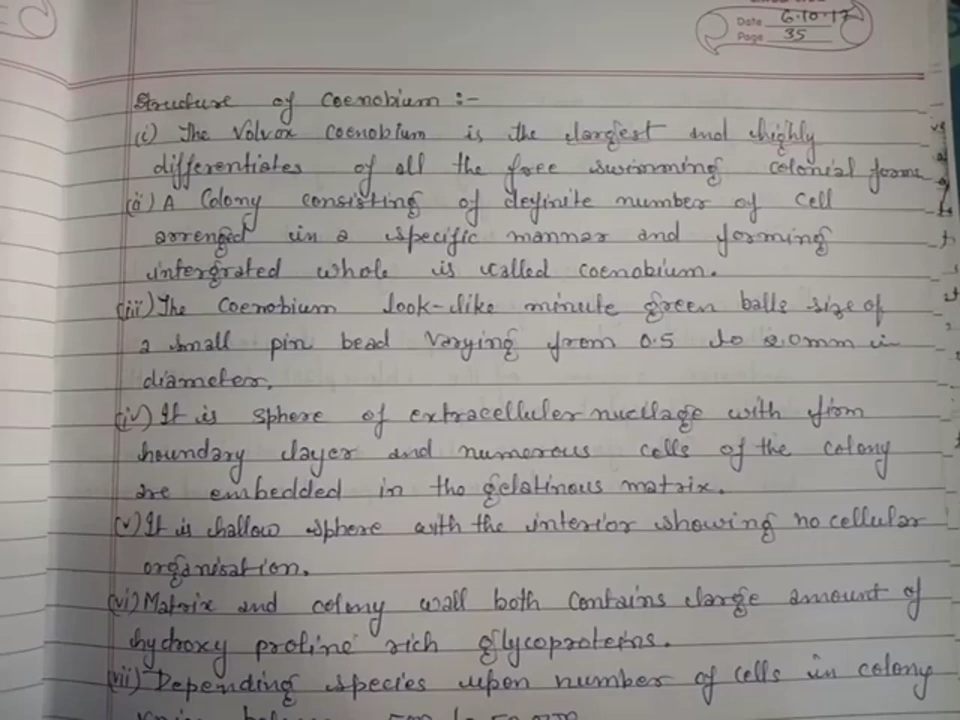 Date 6.10.17
Page 35
Structure of Coenobium :-
(i) The Volvox coenobium is the largest and highly
differentiates of all the free swimming colonial forms
(ii) A Colony consisting of definite number of cell
arrenged in a specific manner and forming
intergrated whole is called coenobium.
(iii) The Coenobium look-like minute green balls size of
a small pin bead varying from 0.5 to 2.0mm in
diameter.
(iv) It is sphere of extracellular mucilage with firm
boundary layer and numerous cells of the colony
are embedded in the gelatinous matrix.
(v) It is hallow sphere with the interior showing no cellular
organisation.
(vi) Matrix and colony wall both contains large amount of
hydroxy proline rich glycoproteins.
(vii) Depending species upon number of cells in colony